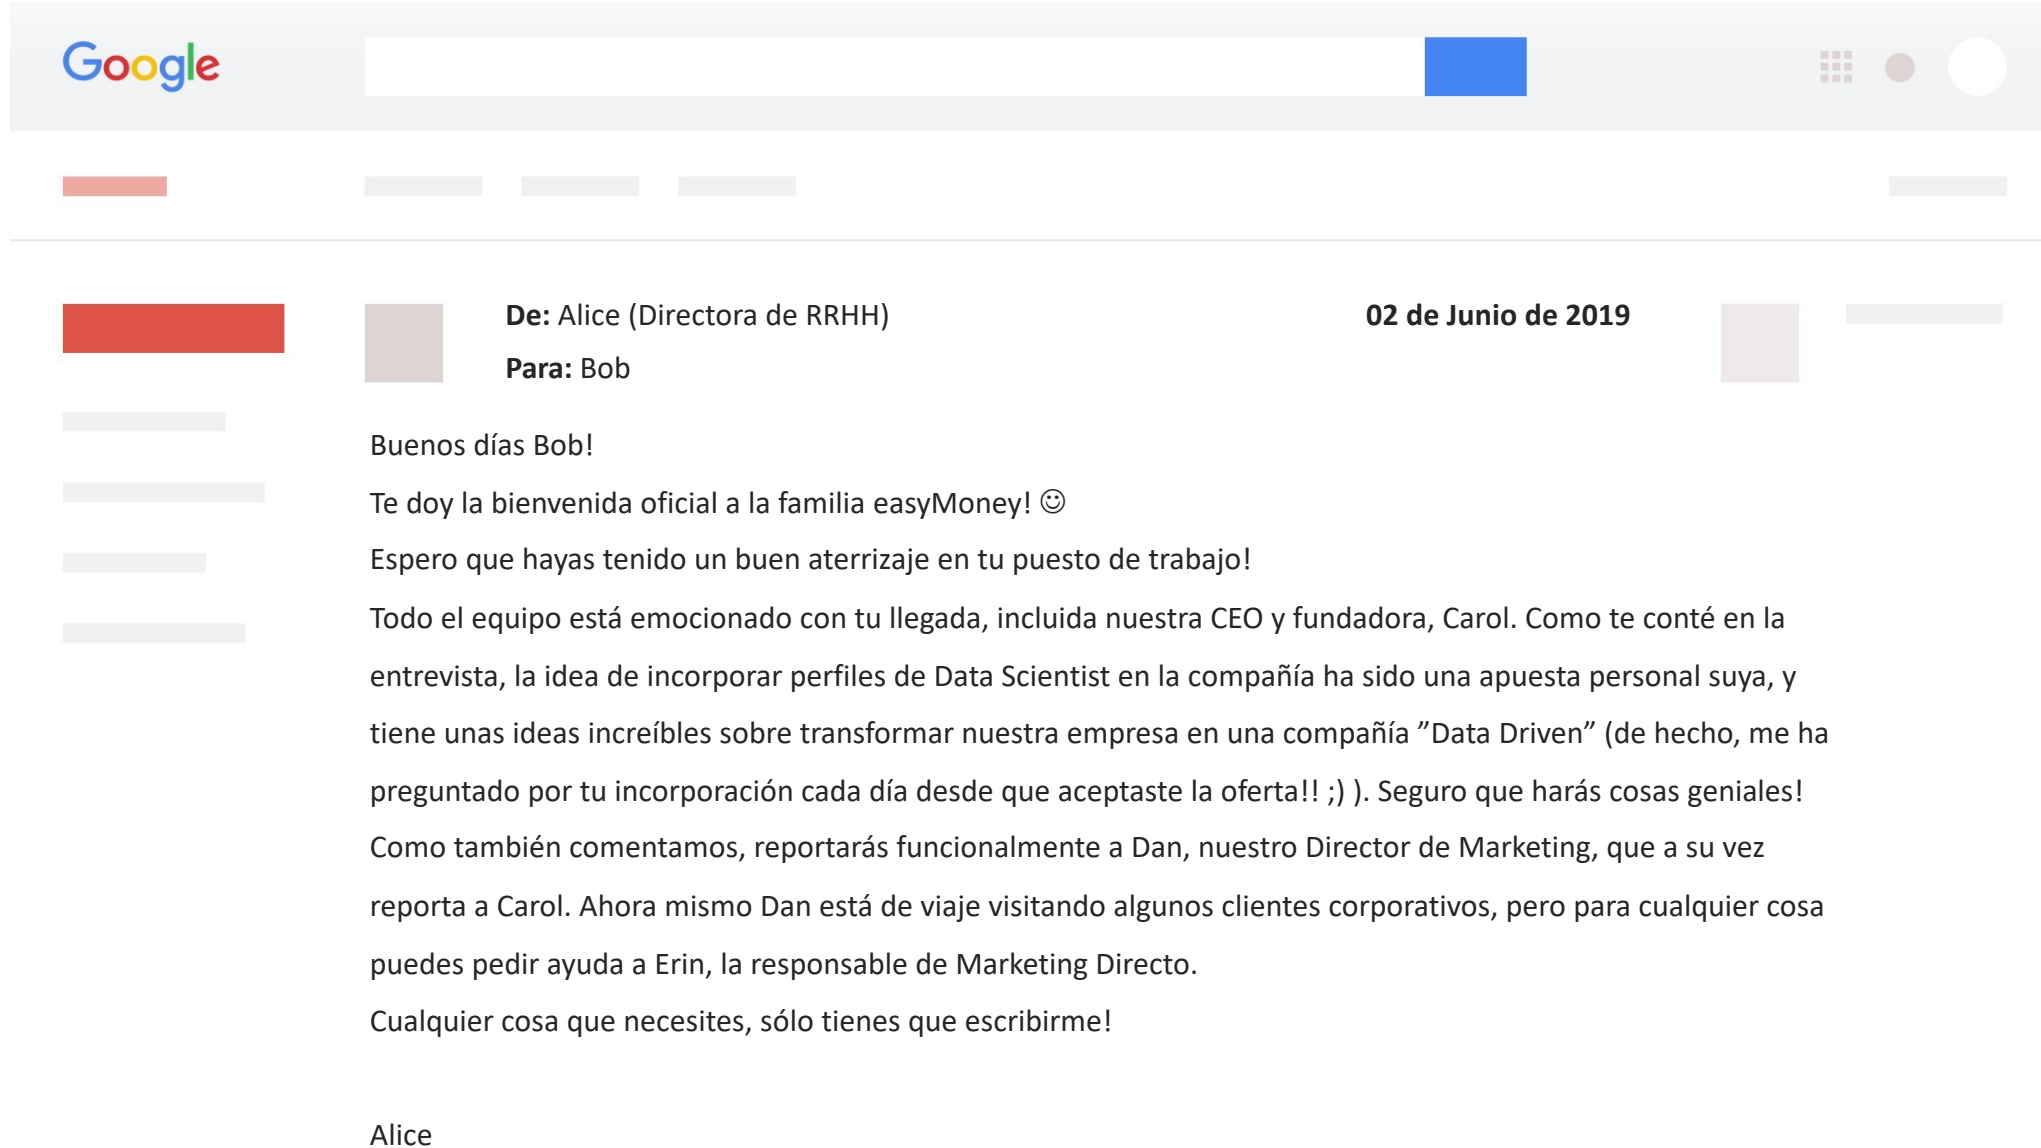 Google
De: Alice (Directora de RRHH)
02 de Junio de 2019
Para: Bob
Buenos días Bob!
Te doy la bienvenida oficial a la familia easyMoney! ☺
Espero que hayas tenido un buen aterrizaje en tu puesto de trabajo!
Todo el equipo está emocionado con tu llegada, incluida nuestra CEO y fundadora, Carol. Como te conté en la
entrevista, la idea de incorporar perfiles de Data Scientist en la compañía ha sido una apuesta personal suya, y
tiene unas ideas increíbles sobre transformar nuestra empresa en una compañía ”Data Driven” (de hecho, me ha
preguntado por tu incorporación cada día desde que aceptaste la oferta!! ;) ). Seguro que harás cosas geniales!
Como también comentamos, reportarás funcionalmente a Dan, nuestro Director de Marketing, que a su vez
reporta a Carol. Ahora mismo Dan está de viaje visitando algunos clientes corporativos, pero para cualquier cosa
puedes pedir ayuda a Erin, la responsable de Marketing Directo.
Cualquier cosa que necesites, sólo tienes que escribirme!
Alice